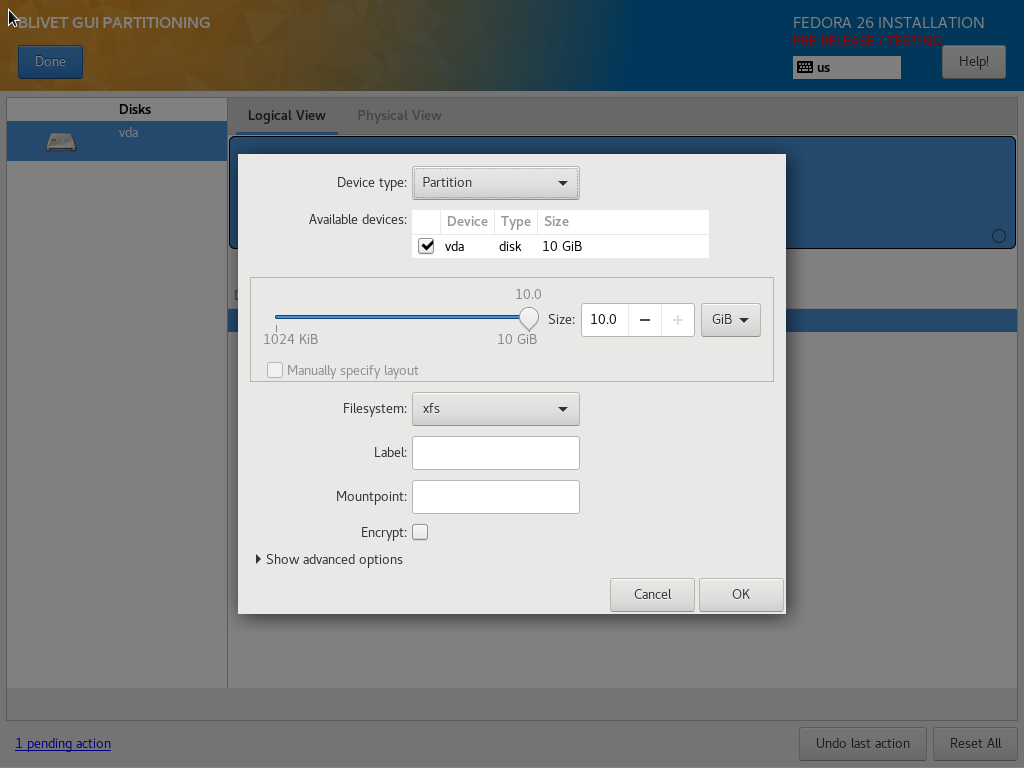 BLIVET GUI PARTITIONING
FEDORA 26 INSTALLATION
PRE-RELEASE / TESTING
Done
us
Help!
Disks
vda
Logical View
Physical View
Device type:
Partition
Available devices:
Device Type Size
vda disk 10 GiB
10.0
Size:
10.0
GiB
1024 KiB
10 GiB
Manually specify layout
Filesystem:
xfs
Label:
Mountpoint:
Encrypt:
Show advanced options
Cancel
OK
1 pending action
Undo last action
Reset All